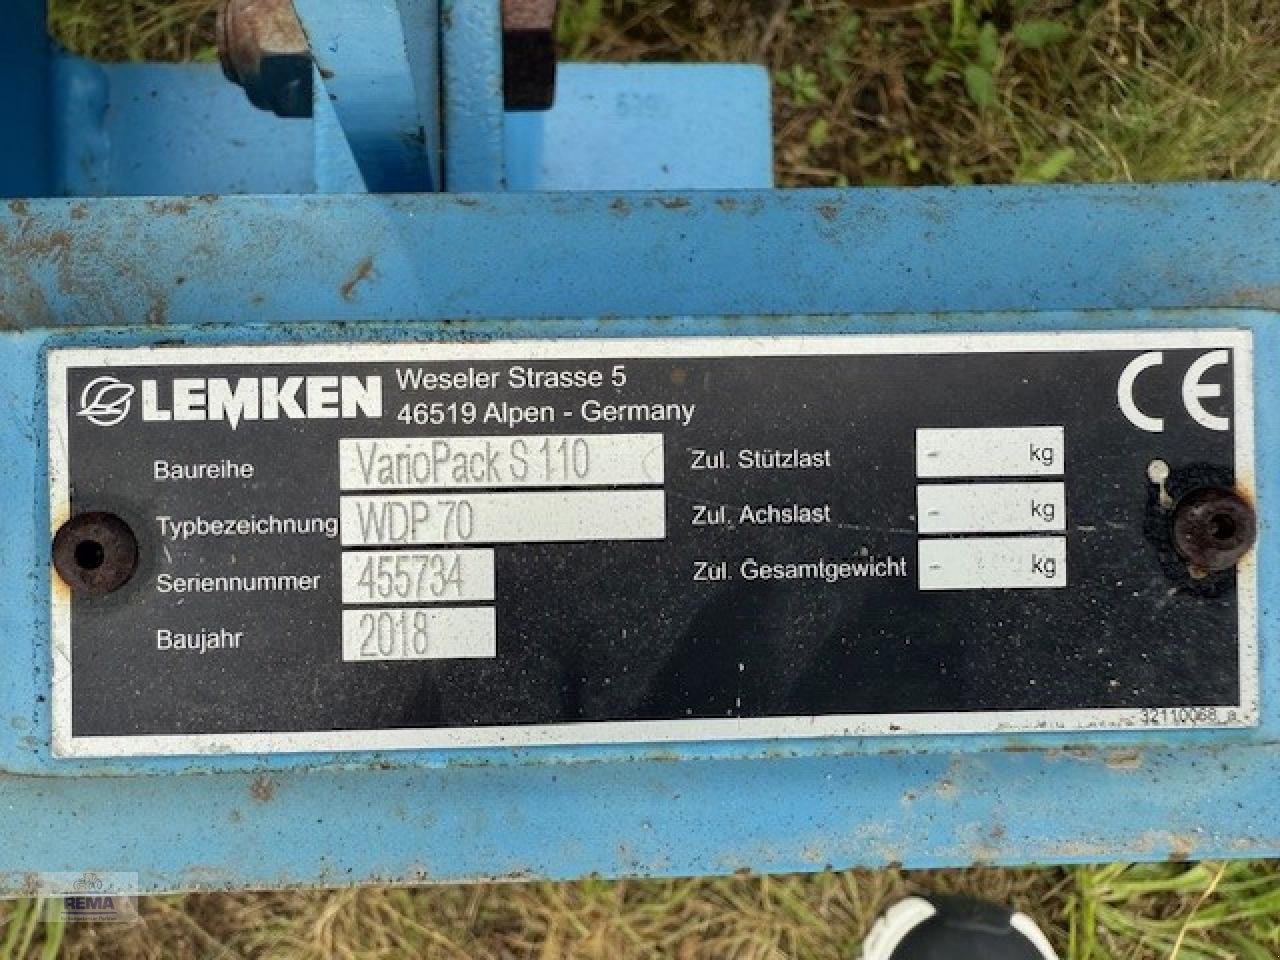 LEMKEN
Weseler Strasse 5
46519 Alpen - Germany
CE
Baureihe VarioPack S 110
Typbezeichnung WDP 70
Seriennummer 455734
Baujahr 2018
Zul. Stützlast - kg
Zul. Achslast - kg
Zul. Gesamtgewicht - kg
32110068_a
REMA